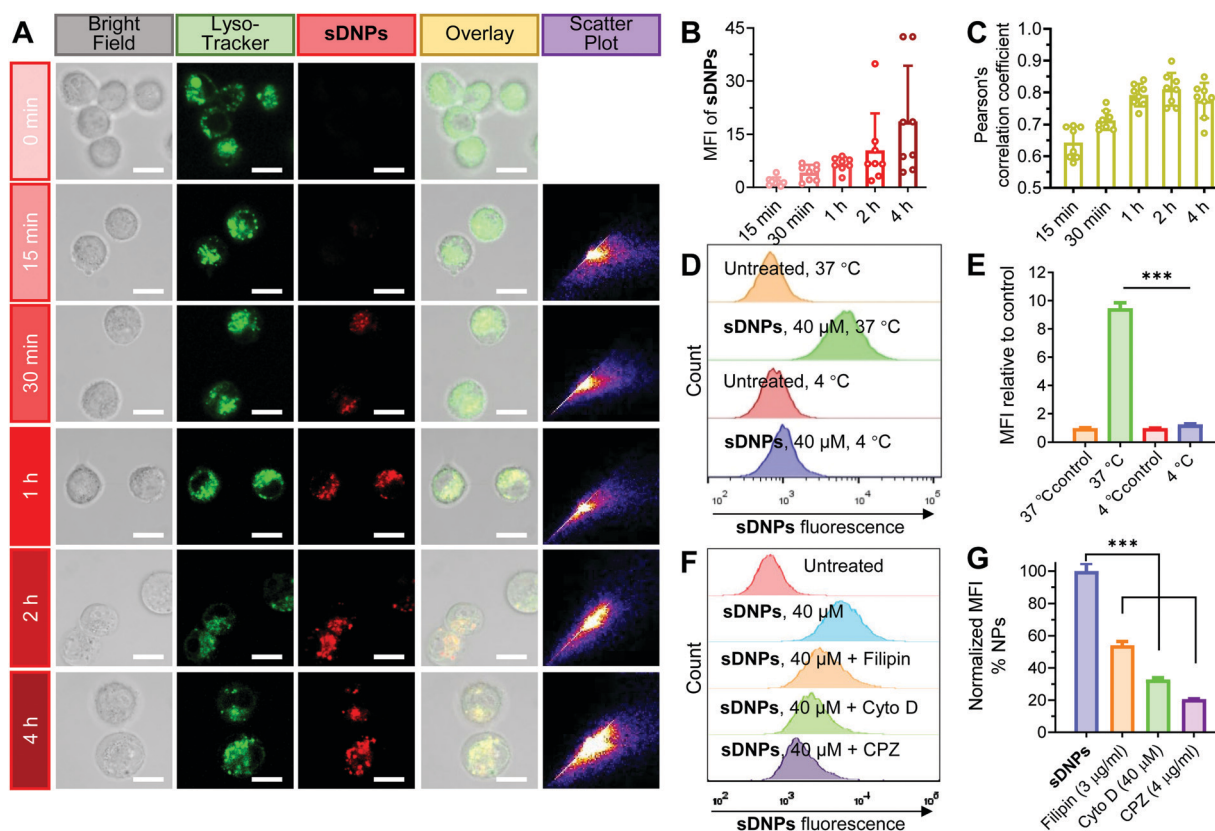 A
Bright
Field
Lyso-
Tracker
sDNPs
Overlay
Scatter
Plot
0 min
15 min
30 min
1 h
2 h
4 h
B
MFI of sDNPs
45
30
15
0
15 min
30 miin
1 h
2 h
4 h
C
Pearson's
correlation coefficient
1.0
0.9
0.8
0.7
0.6
0.5
15 min
30 miin
1 h
2 h
4 h
D
Count
Untreated, 37 °C
sDNPs, 40 µM, 37 °C
Untreated, 4 °C
sDNPs, 40 µM, 4 °C
10²
10³
10⁴
10⁵
sDNPs fluorescence
E
MFI relative to control
12
10
8
6
4
2
0
***
37 °C control
37 °C
4 °C control
4 °C
F
Count
Untreated
sDNPs, 40 µM
sDNPs, 40 µM + Filipin
sDNPs, 40 µM + Cyto D
sDNPs, 40 µM + CPZ
10²
10³
10⁴
sDNPs fluorescence
G
Normalized MFI
% NPs
100
80
60
40
20
0
***
sDNPs
Filipin (3 µg/ml)
Cyto D (40 µM)
CPZ (4 µg/ml)